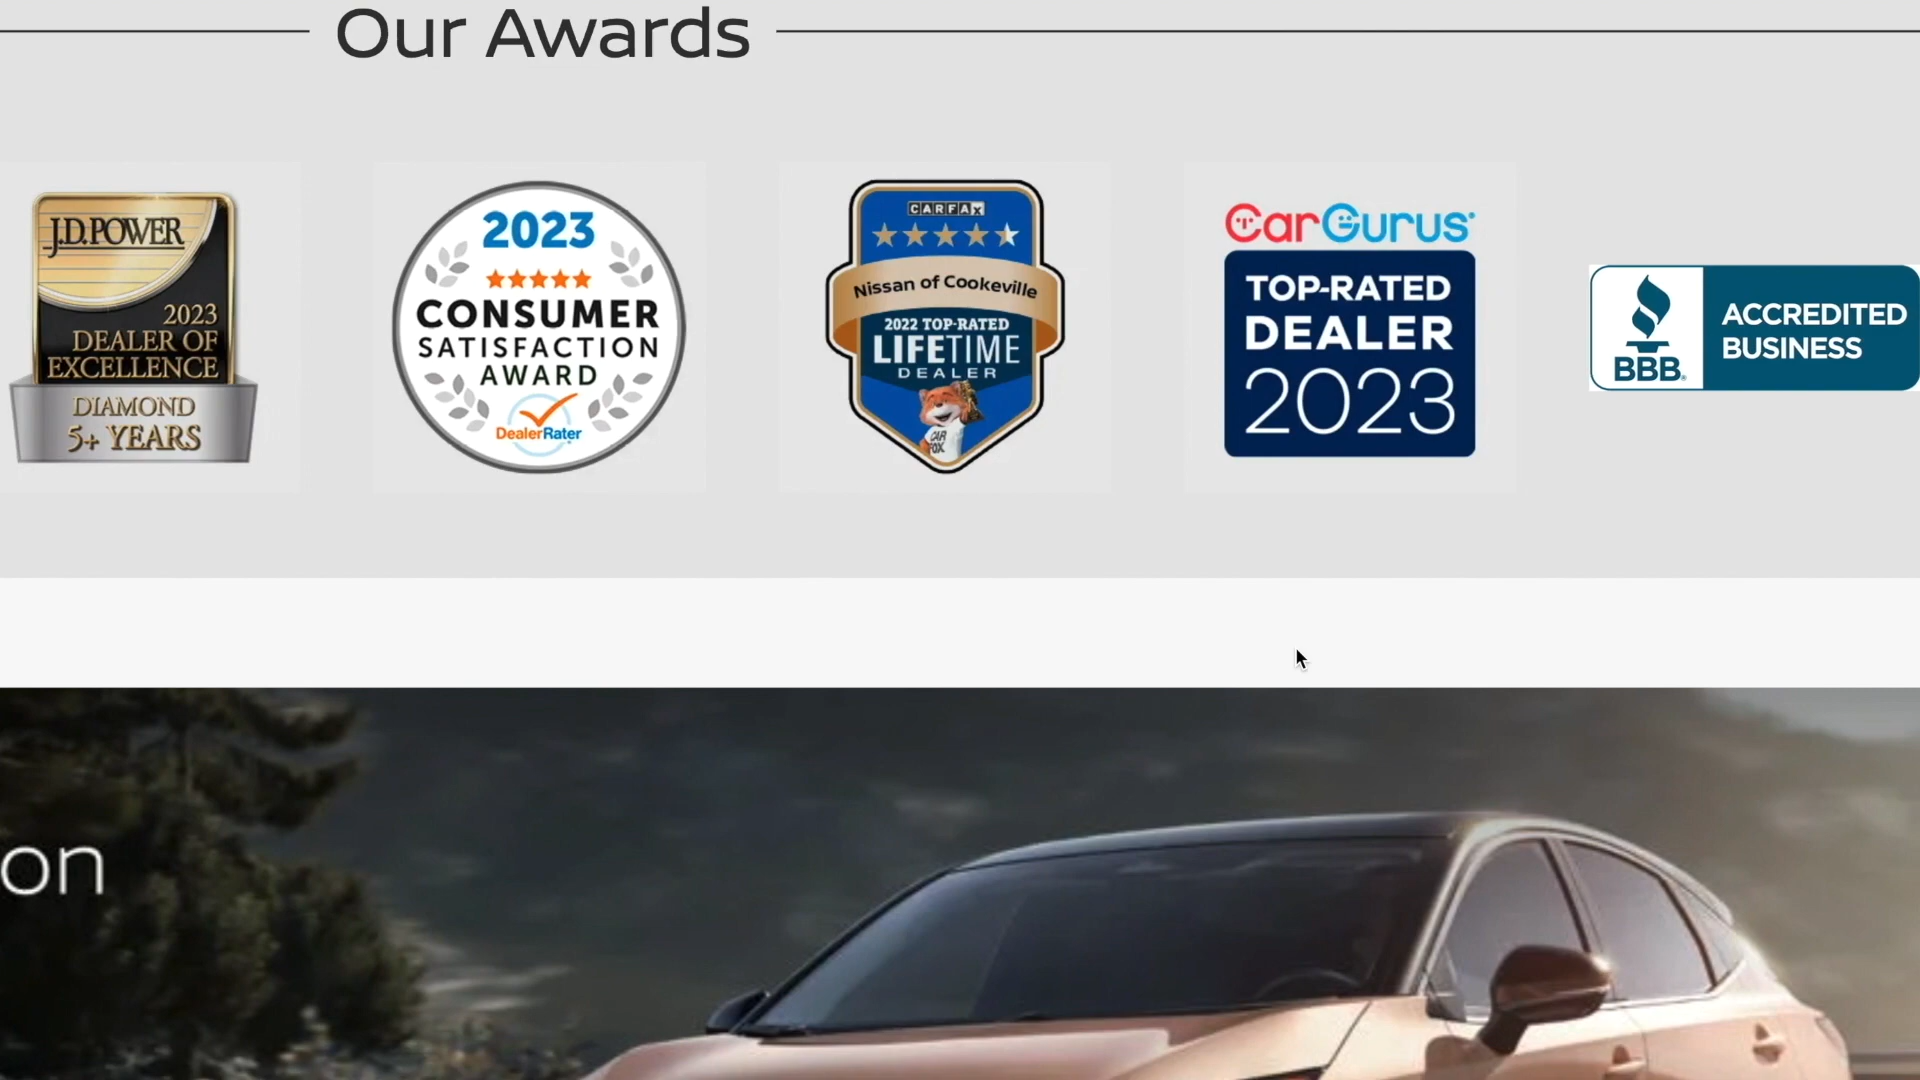 Our Awards
J.D. POWER
2023
DEALER OF
EXCELLENCE
DIAMOND
5+ YEARS
2023
CONSUMER
SATISFACTION
AWARD
DealerRater
CARFAX
Nissan of Cookeville
2022 TOP-RATED
LIFETIME
DEALER
CAR
FOX
CarGurus
TOP-RATED
DEALER
2023
BBB
ACCREDITED
BUSINESS
on